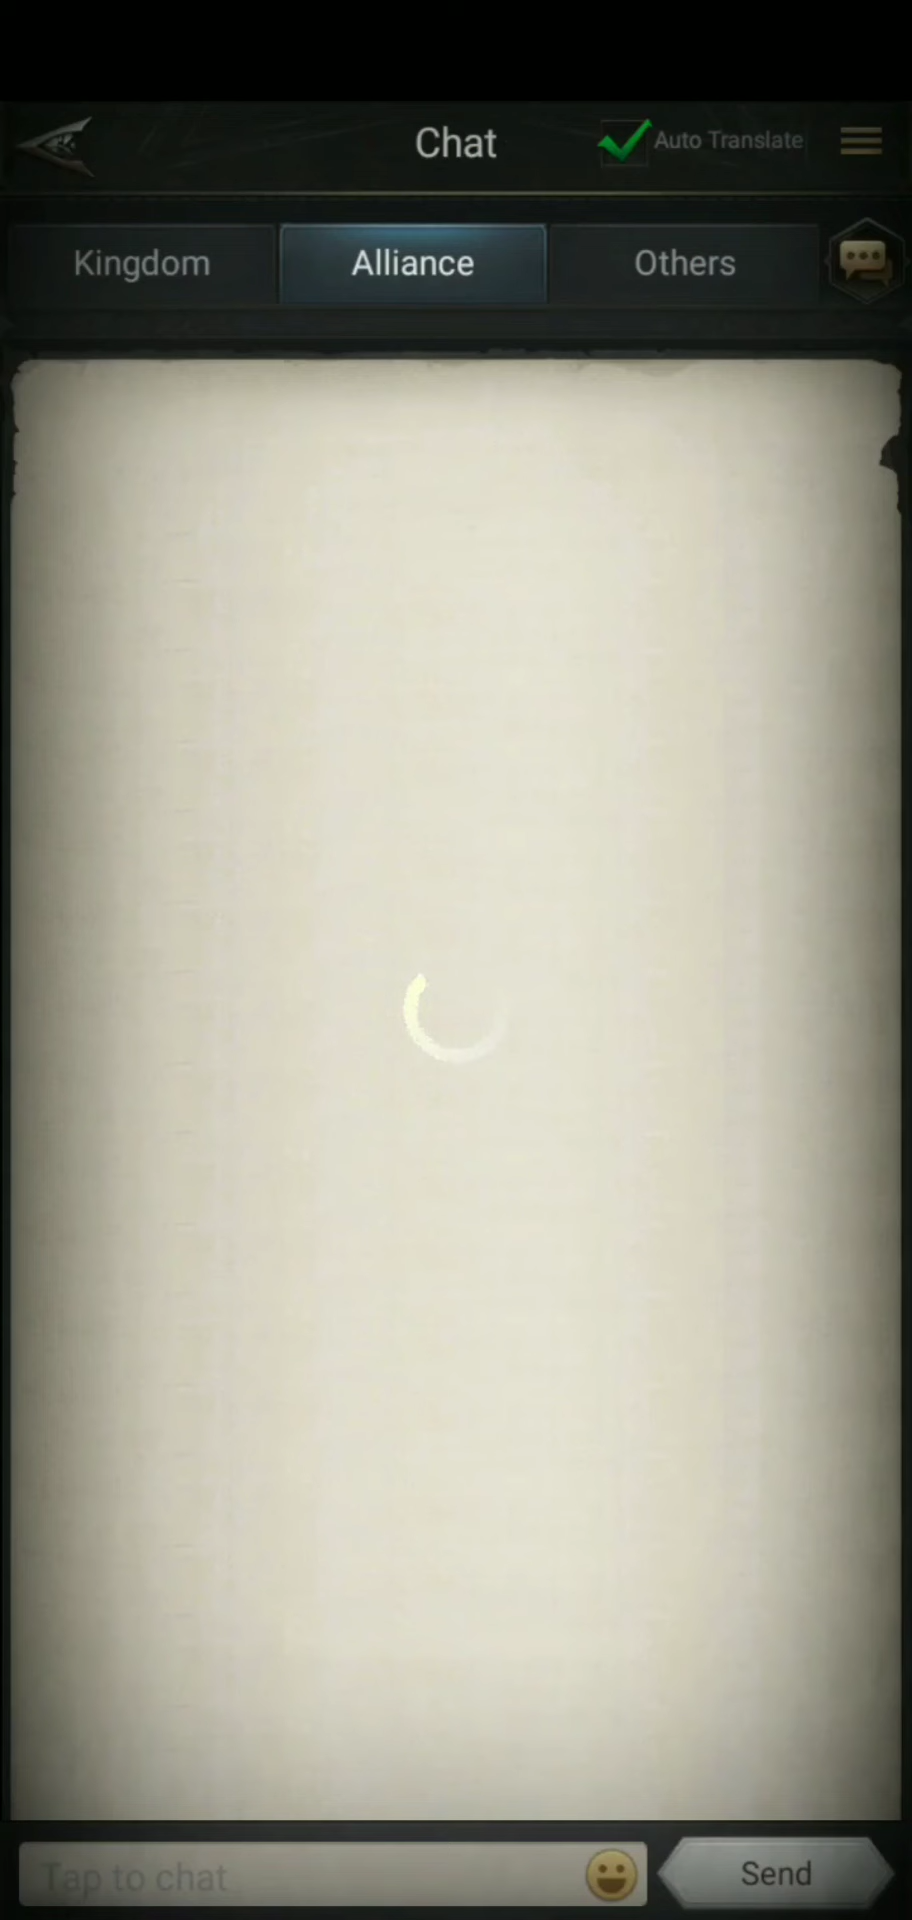 Chat
Auto Translate
Kingdom
Alliance
Others
Tap to chat
Send